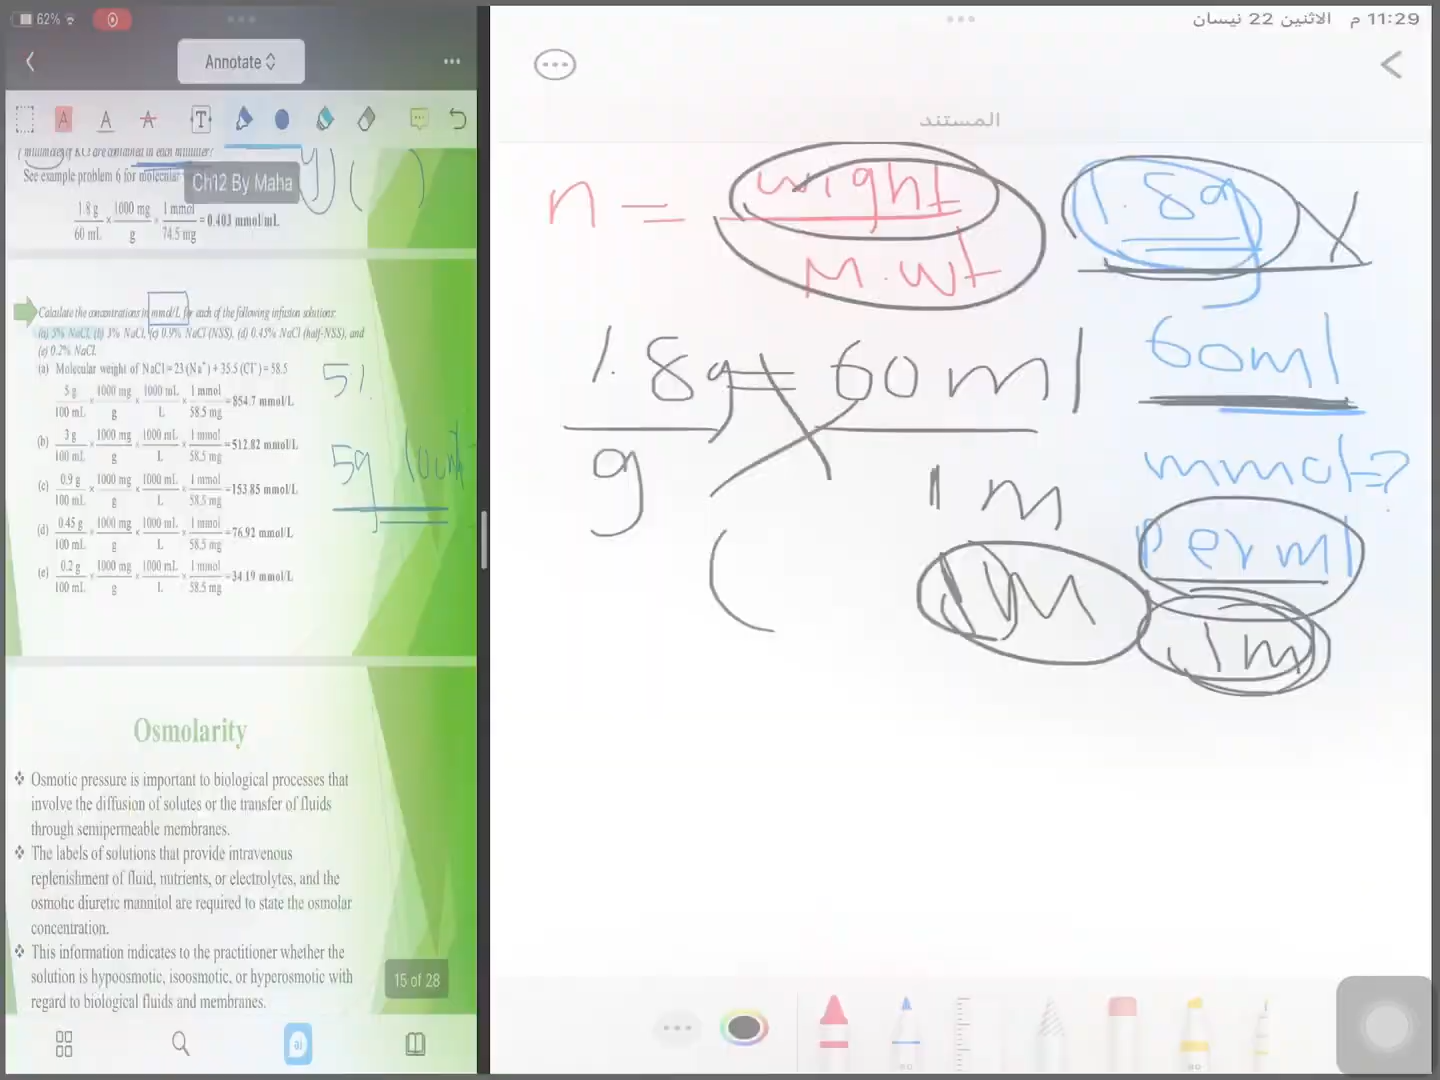 62%
Annotate
millimoles of KCl are contained in each milliliter?
See example problem 6 for molecular
Ch12 By Maha
1.8 g / 60 mL × 1000 mg / g × 1 mmol / 74.5 mg = 0.403 mmol/mL
Calculate the concentrations in mmol/L for each of the following infusion solutions:
(a) 5% NaCl, (b) 3% NaCl, (c) 0.9% NaCl (NSS), (d) 0.45% NaCl (half-NSS), and
(e) 0.2% NaCl.
(a) Molecular weight of NaCl = 23 (Na⁺) + 35.5 (Cl⁻) = 58.5
5 g / 100 mL × 1000 mg / g × 1000 mL / L × 1 mmol / 58.5 mg = 854.7 mmol/L
(b) 3 g / 100 mL × 1000 mg / g × 1000 mL / L × 1 mmol / 58.5 mg = 512.82 mmol/L
(c) 0.9 g / 100 mL × 1000 mg / g × 1000 mL / L × 1 mmol / 58.5 mg = 153.85 mmol/L
(d) 0.45 g / 100 mL × 1000 mg / g × 1000 mL / L × 1 mmol / 58.5 mg = 76.92 mmol/L
(e) 0.2 g / 100 mL × 1000 mg / g × 1000 mL / L × 1 mmol / 58.5 mg = 34.19 mmol/L
5%
5g
Osmolarity
❖ Osmotic pressure is important to biological processes that
involve the diffusion of solutes or the transfer of fluids
through semipermeable membranes.
❖ The labels of solutions that provide intravenous
replenishment of fluid, nutrients, or electrolytes, and the
osmotic diuretic mannitol are required to state the osmolar
concentration.
❖ This information indicates to the practitioner whether the
solution is hypoosmotic, isoosmotic, or hyperosmotic with
regard to biological fluids and membranes.
15 of 28
ai
11:29 م الاثنين 22 نيسان
المستند
n = wight / M.wt
1.8g
60ml
mmol=?
per ml
1m
1.8g = 60ml
g
1m
1m
80
80